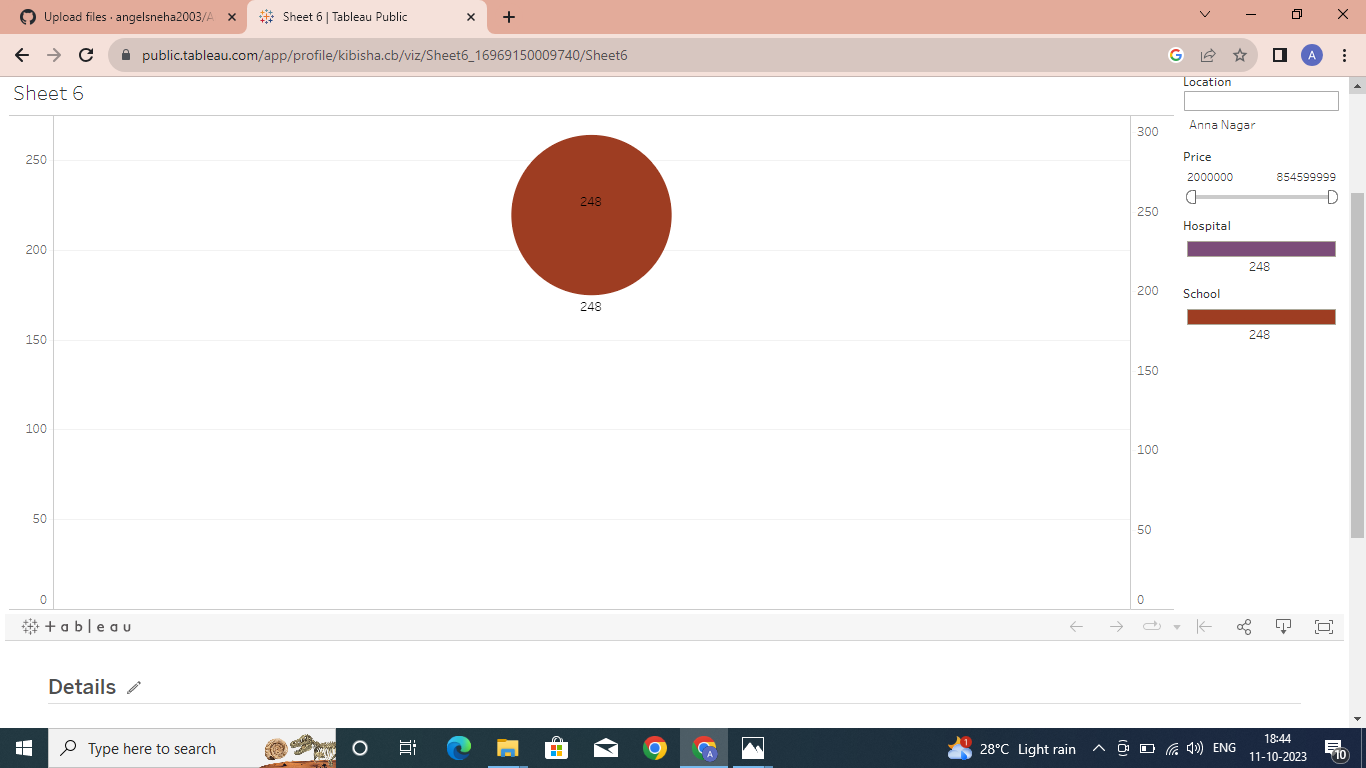 Upload files · angelsneha2003/A
Sheet 6 | Tableau Public
public.tableau.com/app/profile/kibisha.cb/viz/Sheet6_16969150009740/Sheet6
A
Sheet 6
250
200
150
100
50
0
248
248
300
250
200
150
100
50
0
Location
Anna Nagar
Price
2000000 854599999
Hospital
248
School
248
+ableau
Details
Type here to search
A
28°C Light rain
1
ENG
18:44
11-10-2023
10